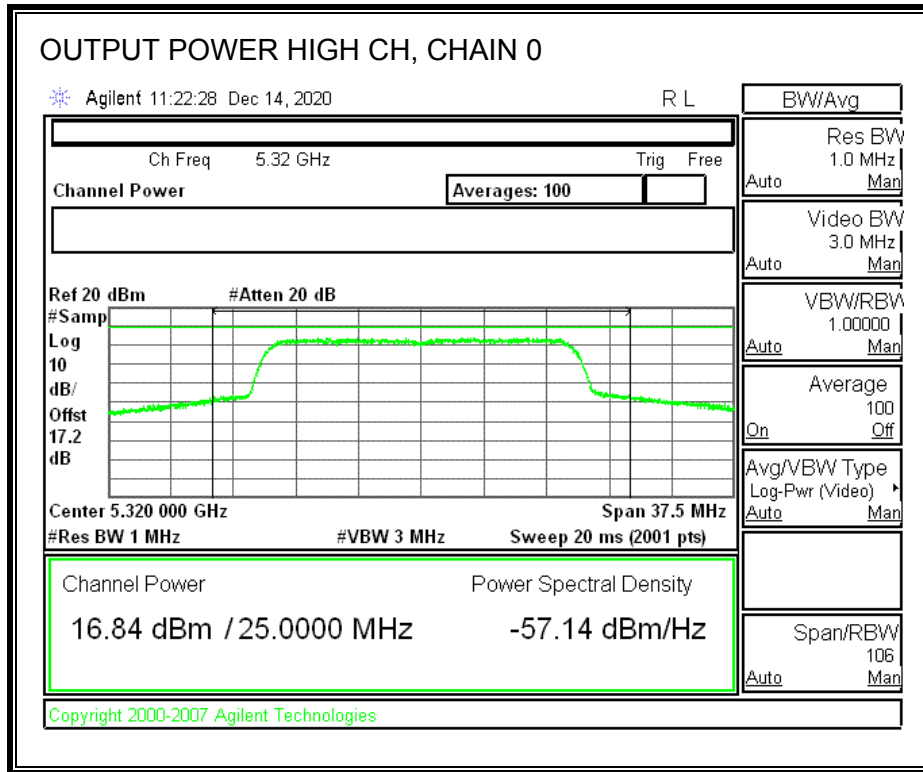 OUTPUT POWER HIGH CH, CHAIN 0
Agilent 11:22:28 Dec 14, 2020 R L
Ch Freq 5.32 GHz Trig Free
Channel Power Averages: 100
Ref 20 dBm #Atten 20 dB
#Samp
Log
10
dB/
Offst
17.2
dB
Center 5.320 000 GHz Span 37.5 MHz
#Res BW 1 MHz #VBW 3 MHz Sweep 20 ms (2001 pts)
Channel Power Power Spectral Density
16.84 dBm / 25.0000 MHz -57.14 dBm/Hz
Copyright 2000-2007 Agilent Technologies
BW/Avg
Res BW
1.0 MHz
Auto Man
Video BW
3.0 MHz
Auto Man
VBW/RBW
1.00000
Auto Man
Average
100
On Off
Avg/VBW Type
Log-Pwr (Video)
Auto Man
Span/RBW
106
Auto Man